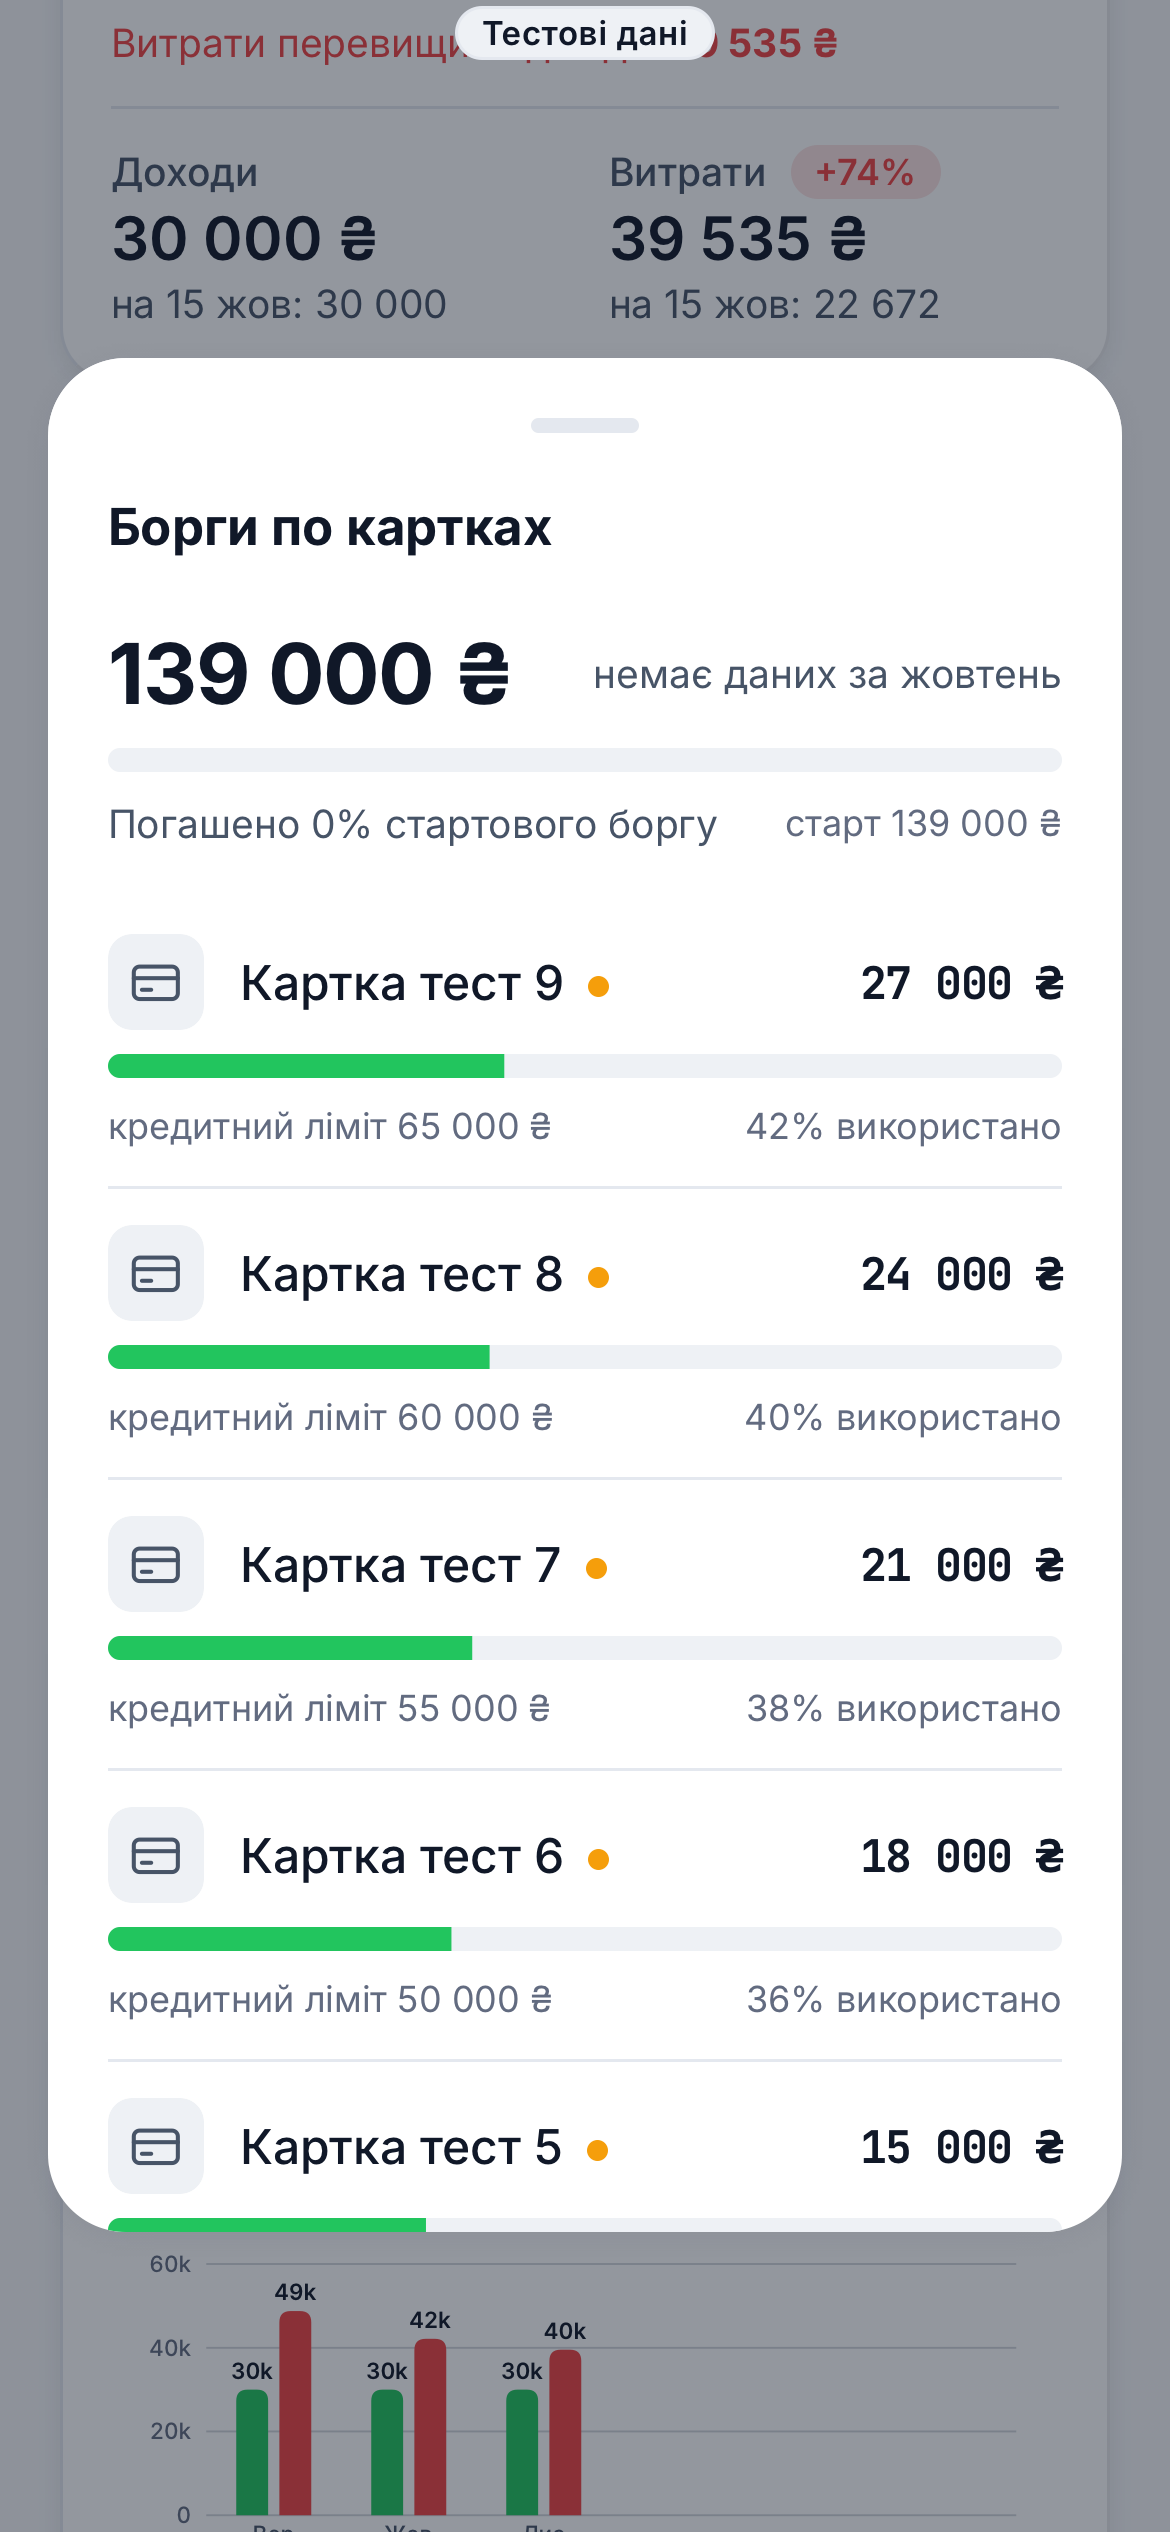 Тестові дані
Витрати 535 ₴
Доходи Витрати +74%
30 000 ₴ 39 535 ₴
на 15 жов: 30 000 на 15 жов: 22 672
Борги по картках
139 000 ₴ немає даних за жовтень
Погашено 0% стартового боргу старт 139 000 ₴
Картка тест 9 27 000 ₴
кредитний ліміт 65 000 ₴ 42% використано
Картка тест 8 24 000 ₴
кредитний ліміт 60 000 ₴ 40% використано
Картка тест 7 21 000 ₴
кредитний ліміт 55 000 ₴ 38% використано
Картка тест 6 18 000 ₴
кредитний ліміт 50 000 ₴ 36% використано
Картка тест 5 15 000 ₴
60k
49k
42k
40k
40k
30k 30k 30k
20k
0